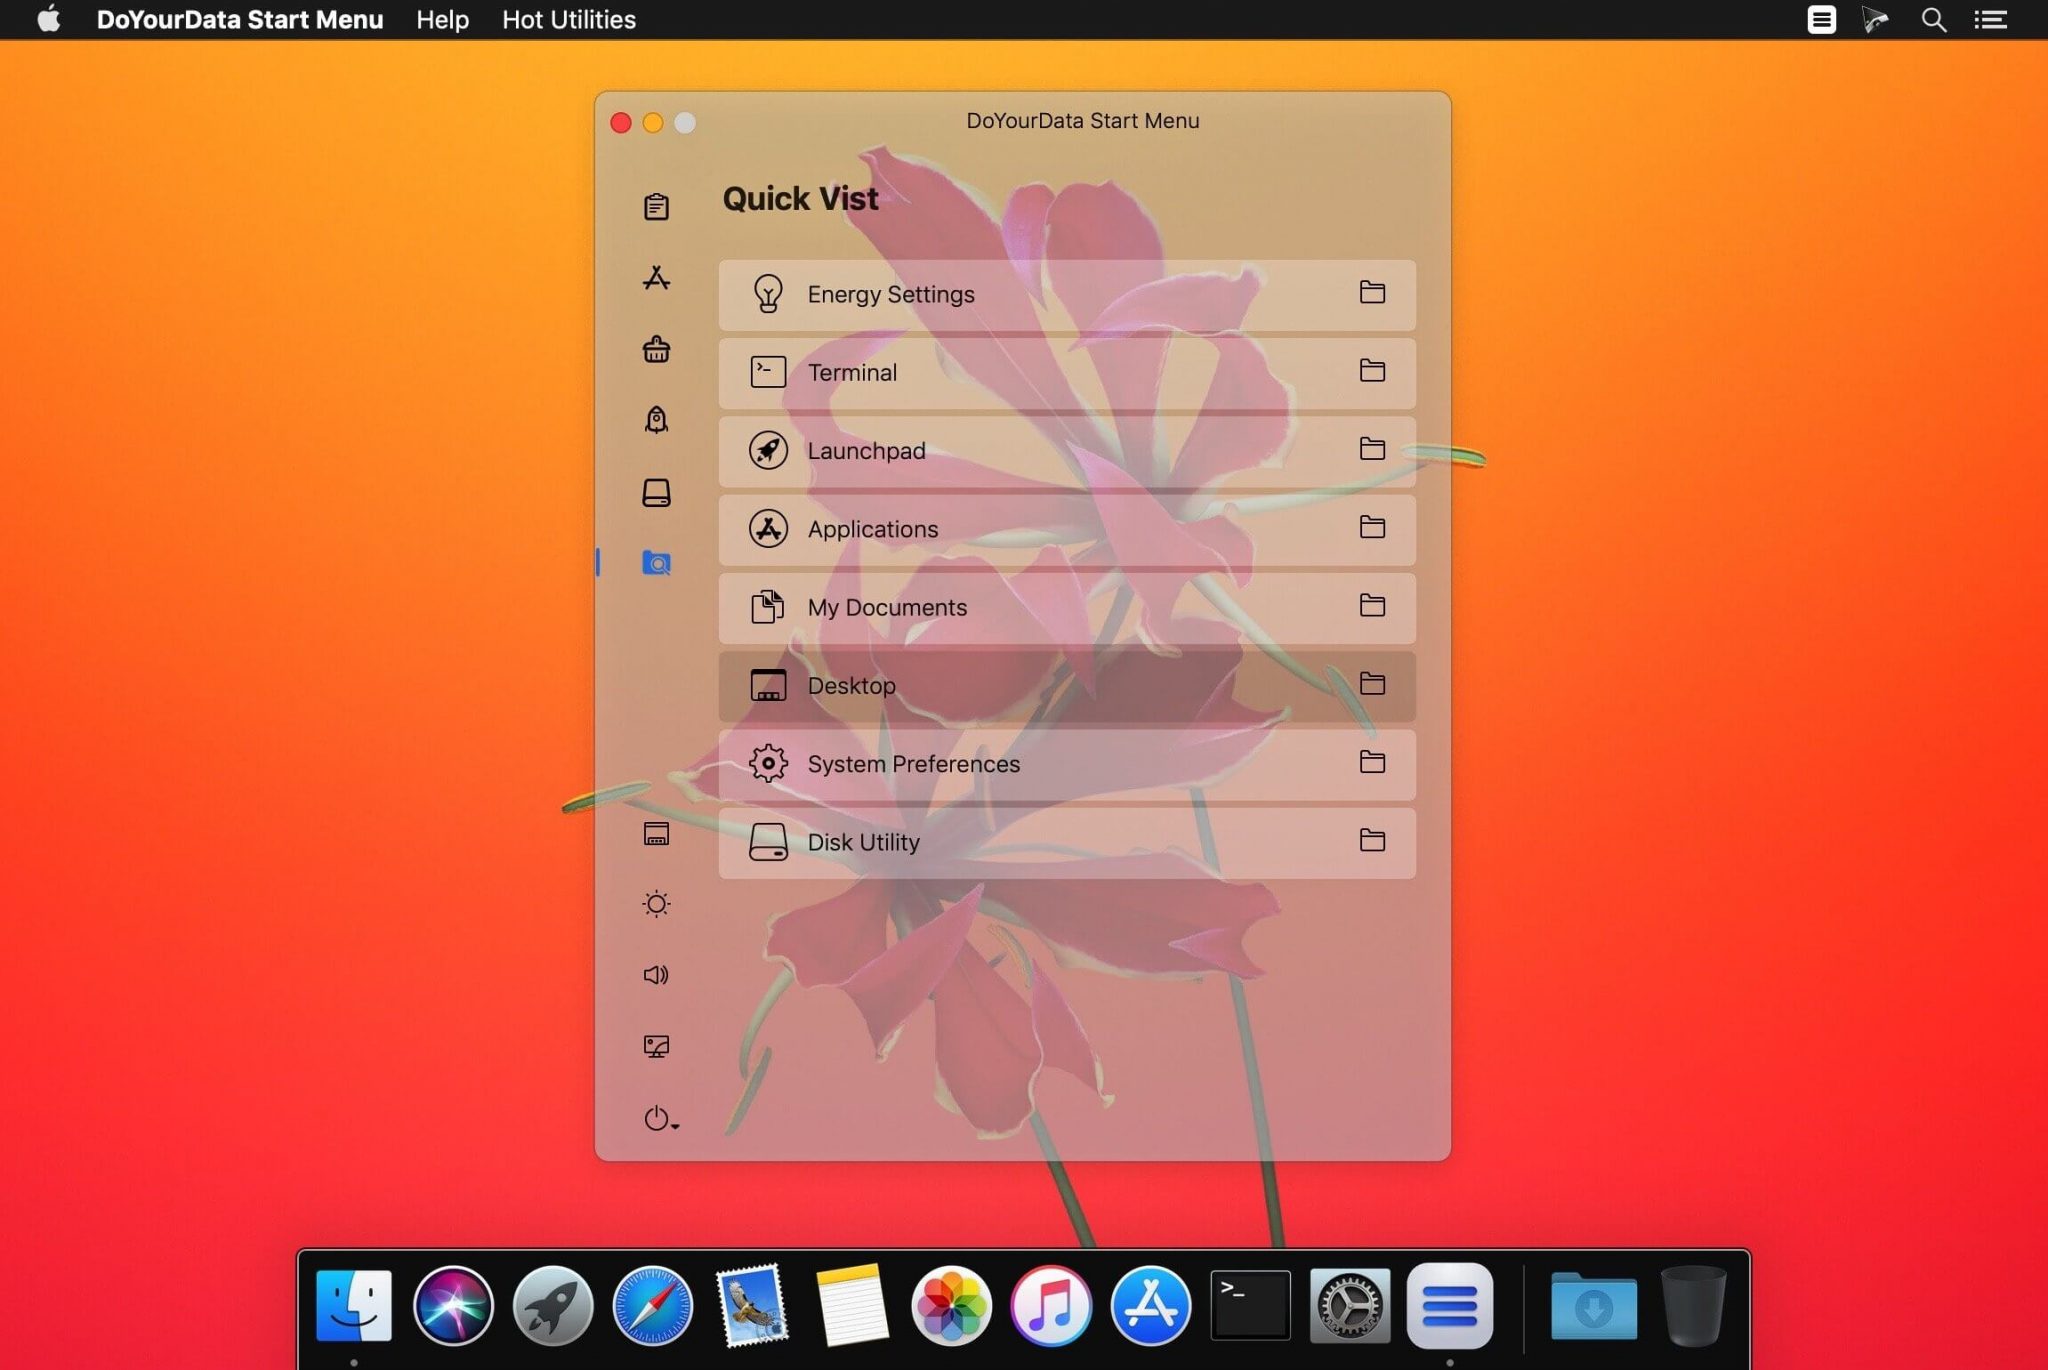 DoYourData Start Menu Help Hot Utilities
DoYourData Start Menu
Quick Vist
Energy Settings
Terminal
Launchpad
Applications
My Documents
Desktop
System Preferences
Disk Utility
>_